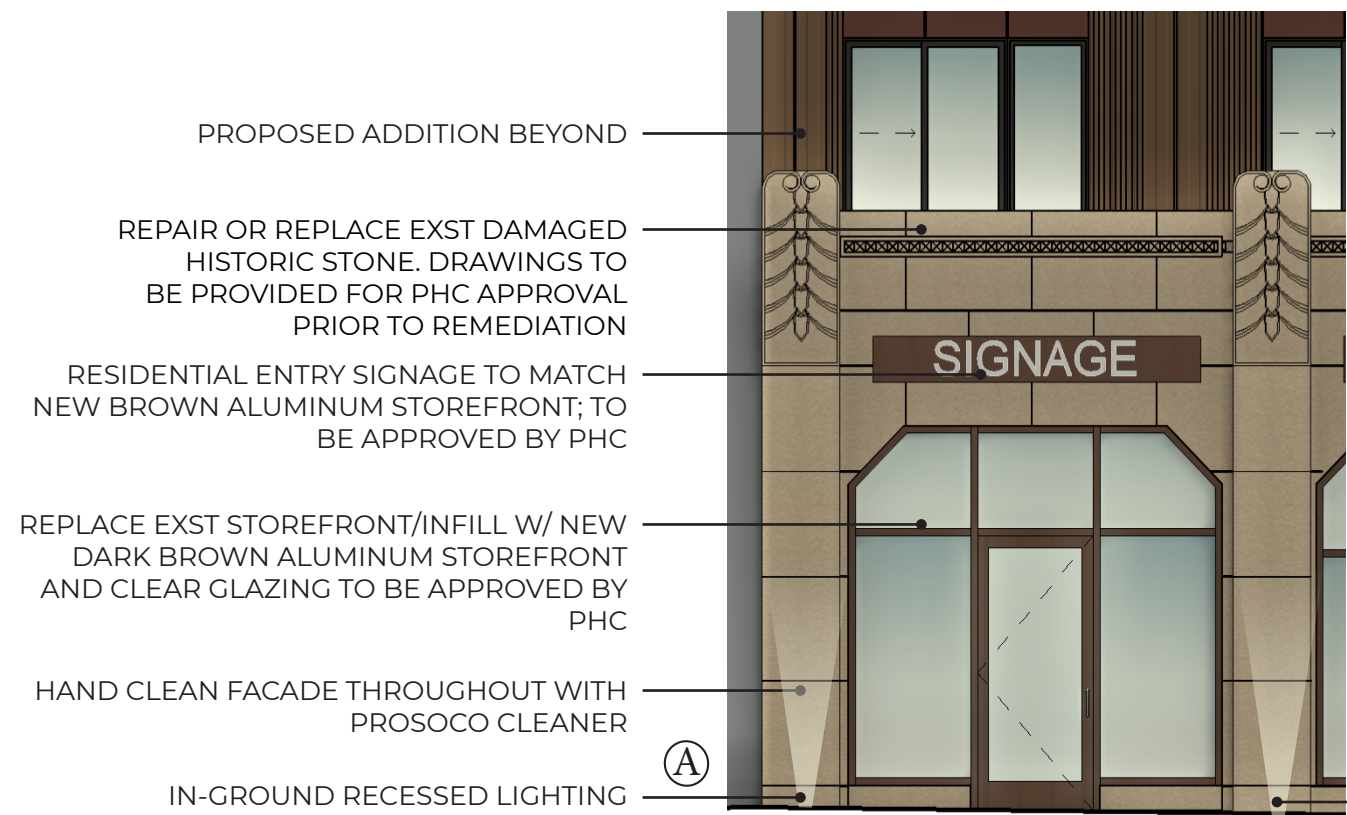 PROPOSED ADDITION BEYOND
REPAIR OR REPLACE EXST DAMAGED
HISTORIC STONE. DRAWINGS TO
BE PROVIDED FOR PHC APPROVAL
PRIOR TO REMEDIATION
SIGNAGE
RESIDENTIAL ENTRY SIGNAGE TO MATCH
NEW BROWN ALUMINUM STOREFRONT; TO
BE APPROVED BY PHC
REPLACE EXST STOREFRONT/INFILL W/ NEW
DARK BROWN ALUMINUM STOREFRONT
AND CLEAR GLAZING TO BE APPROVED BY
PHC
HAND CLEAN FACADE THROUGHOUT WITH
PROSOCO CLEANER
A
IN-GROUND RECESSED LIGHTING